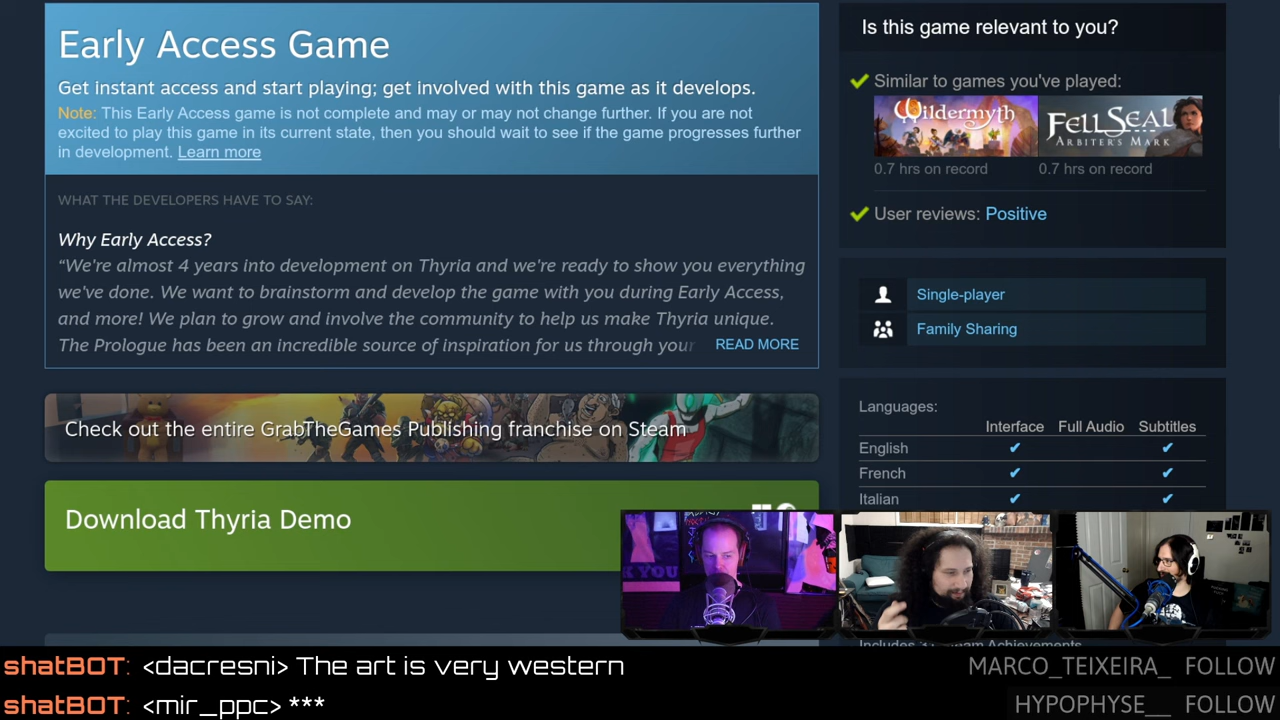 Early Access Game
Get instant access and start playing; get involved with this game as it develops.
Note: This Early Access game is not complete and may or may not change further. If you are not
excited to play this game in its current state, then you should wait to see if the game progresses further
in development. Learn more
WHAT THE DEVELOPERS HAVE TO SAY:
Why Early Access?
“We're almost 4 years into development on Thyria and we're ready to show you everything
we've done. We want to brainstorm and develop the game with you during Early Access,
and more! We plan to grow and involve the community to help us make Thyria unique.
The Prologue has been an incredible source of inspiration for us through your
READ MORE
Check out the entire GrabTheGames Publishing franchise on Steam
Download Thyria Demo
Is this game relevant to you?
Similar to games you've played:
Wildermyth
FELL SEAL
ARBITER'S MARK
0.7 hrs on record
0.7 hrs on record
User reviews: Positive
Single-player
Family Sharing
Languages:
Interface Full Audio Subtitles
English ✔ ✔
French ✔ ✔
Italian ✔ ✔
shatBOT: <dacresni> The art is very western
shatBOT: <mir_ppc> ***
MARCO_TEIXEIRA_ FOLLOW
HYPOPHYSE__ FOLLOW